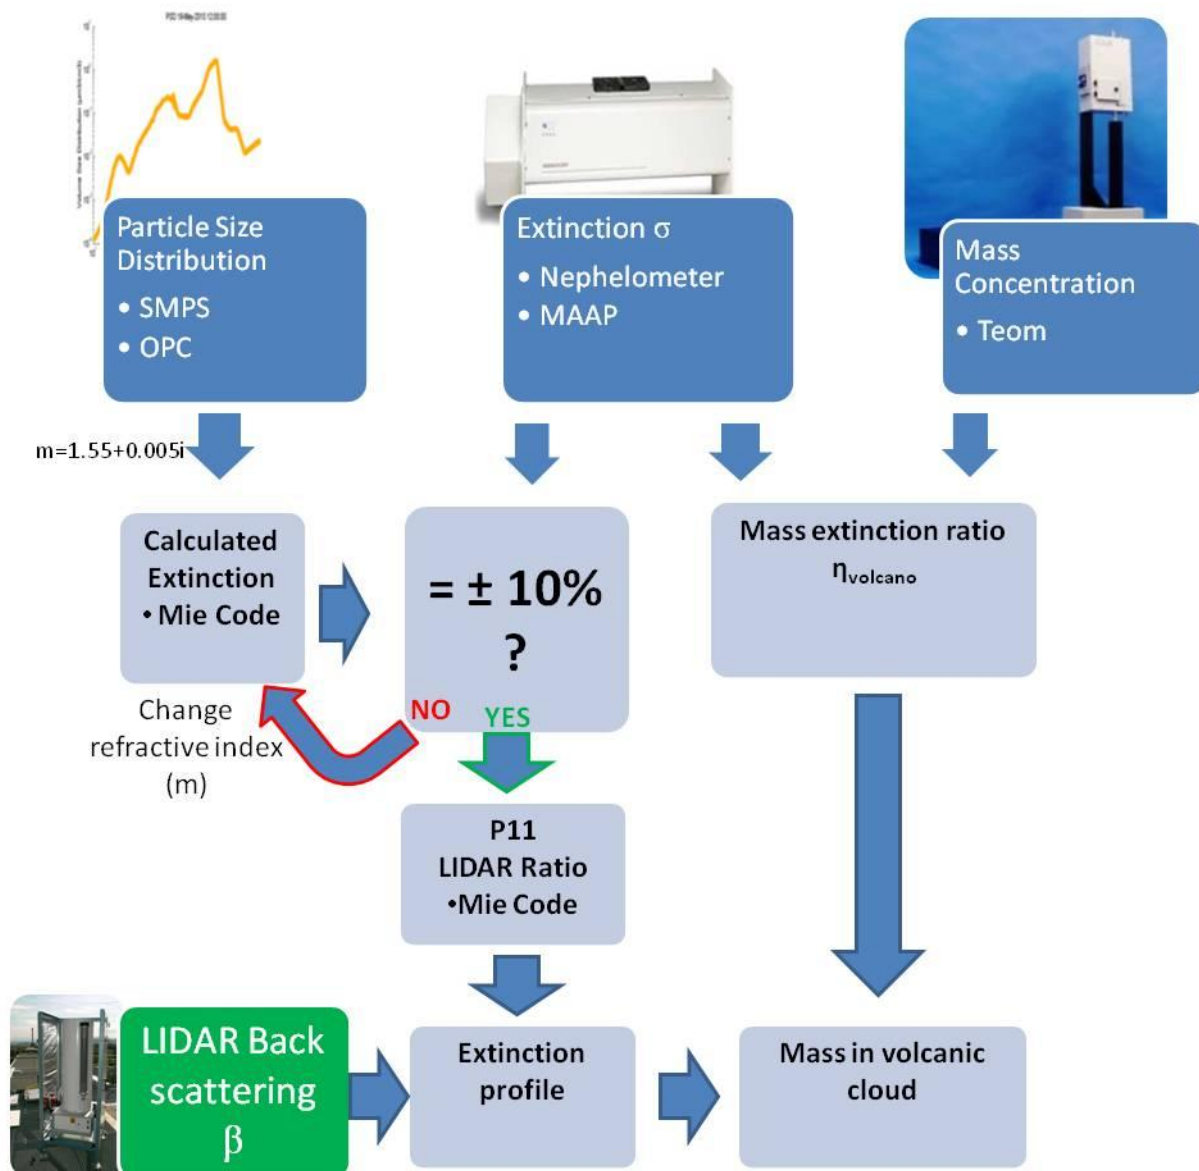 Particle Size
Distribution
• SMPS
• OPC
Extinction σ
• Nephelometer
• MAAP
Mass
Concentration
• Teom
m=1.55+0.005i
Calculated
Extinction
• Mie Code
= ± 10%
?
NO
YES
Mass extinction ratio
ηvolcano
Change
refractive index
(m)
P11
LIDAR Ratio
•Mie Code
LIDAR Back
scattering
β
Extinction
profile
Mass in volcanic
cloud